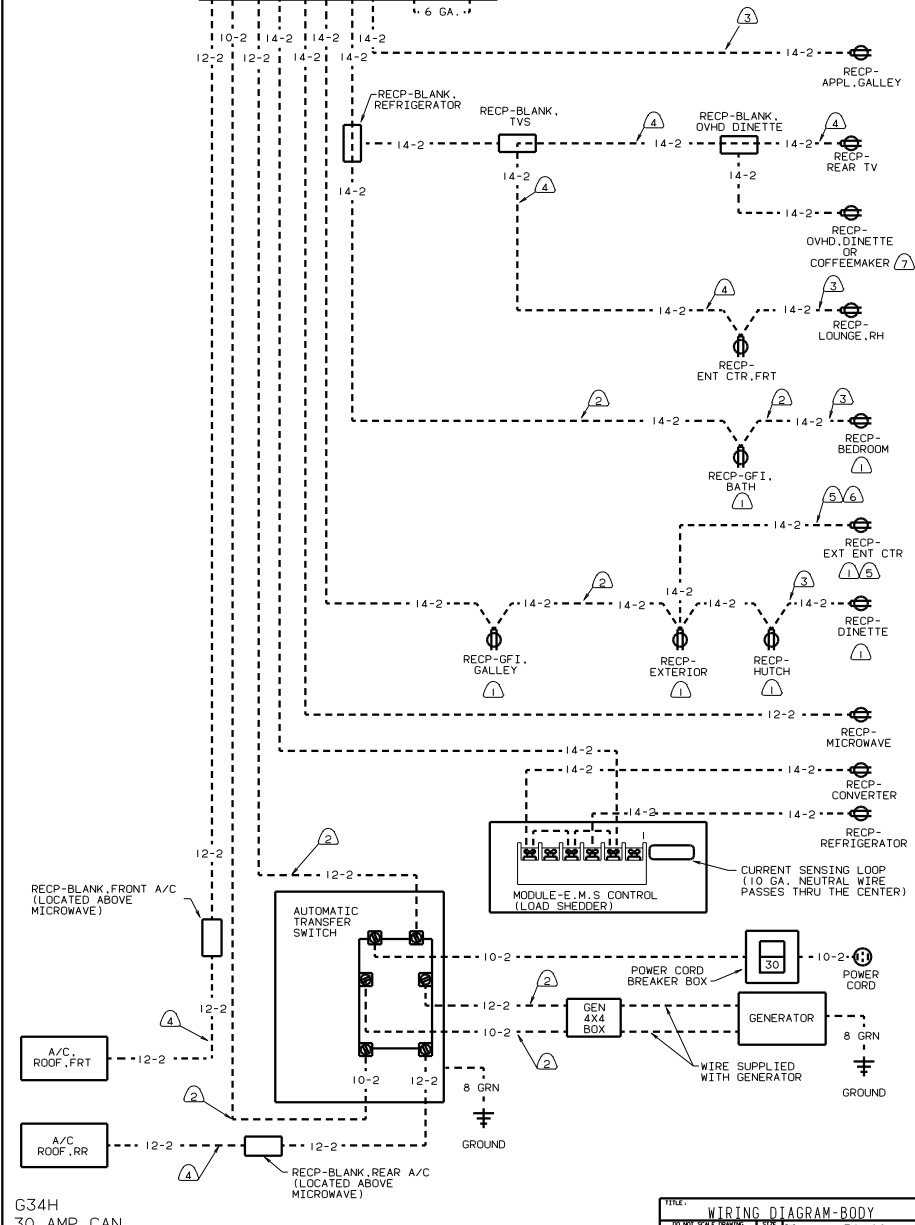 6 GA.
10-2 14-2 14-2 14-2
12-2 12-2 14-2 14-2 14-2
3
RECP-
APPL,GALLEY
RECP-BLANK,
REFRIGERATOR
RECP-BLANK,
TVS
4
RECP-BLANK,
OVHD DINETTE
4
14-2
14-2
14-2
RECP-
REAR TV
14-2
14-2
14-2
4
14-2
RECP-
OVHD,DINETTE
OR
COFFEEMAKER 7
4
3
14-2
14-2
RECP-
LOUNGE,RH
RECP-
ENT CTR,FRT
2
2
3
14-2
14-2
RECP-
BEDROOM
1
RECP-GFI,
BATH
1
5 6
14-2
RECP-
EXT ENT CTR
1 5
2
14-2
3
14-2
14-2
14-2
14-2
14-2
RECP-
DINETTE
1
RECP-GFI,
GALLEY
1
RECP-
EXTERIOR
1
RECP-
HUTCH
1
12-2
RECP-
MICROWAVE
14-2
14-2
14-2
RECP-
CONVERTER
14-2
14-2
RECP-
REFRIGERATOR
1
MODULE-E.M.S CONTROL
(LOAD SHEDDER)
CURRENT SENSING LOOP
(10 GA. NEUTRAL WIRE
PASSES THRU THE CENTER)
2
12-2
12-2
RECP-BLANK,FRONT A/C
(LOCATED ABOVE
MICROWAVE)
AUTOMATIC
TRANSFER
SWITCH
10-2
POWER CORD
BREAKER BOX
30
10-2
POWER
CORD
12-2
2
12-2
10-2
2
GEN
4X4
BOX
GENERATOR
8 GRN
GROUND
WIRE SUPPLIED
WITH GENERATOR
4
A/C,
ROOF,FRT
12-2
10-2
12-2
8 GRN
GROUND
2
A/C
ROOF,RR
12-2
12-2
4
RECP-BLANK,REAR A/C
(LOCATED ABOVE
MICROWAVE)
G34H
30 AMP CAN
TITLE:
WIRING DIAGRAM-BODY
DO NOT SCALE DRAWING
SIZE